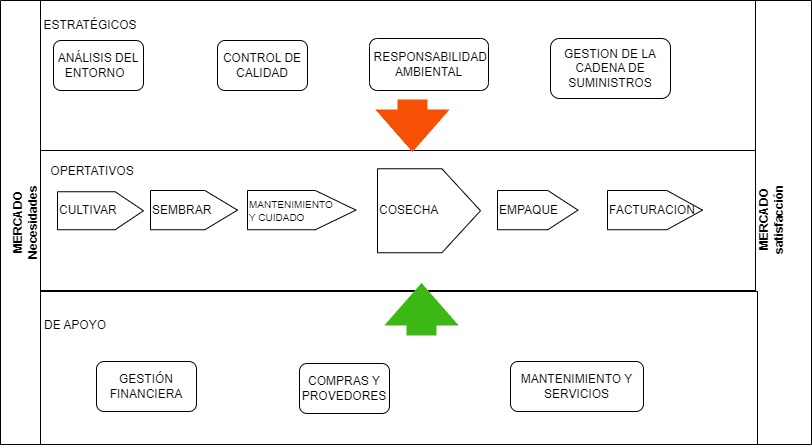 ESTRATÉGICOS
ANÁLISIS DEL
ENTORNO
CONTROL DE
CALIDAD
RESPONSABILIDAD
AMBIENTAL
GESTION DE LA
CADENA DE
SUMINISTROS
MERCADO
Necesidades
OPERTATIVOS
CULTIVAR
SEMBRAR
MANTENIMIENTO
Y CUIDADO
COSECHA
EMPAQUE
FACTURACION
MERCADO
satisfacción
DE APOYO
GESTIÓN
FINANCIERA
COMPRAS Y
PROVEDORES
MANTENIMIENTO Y
SERVICIOS